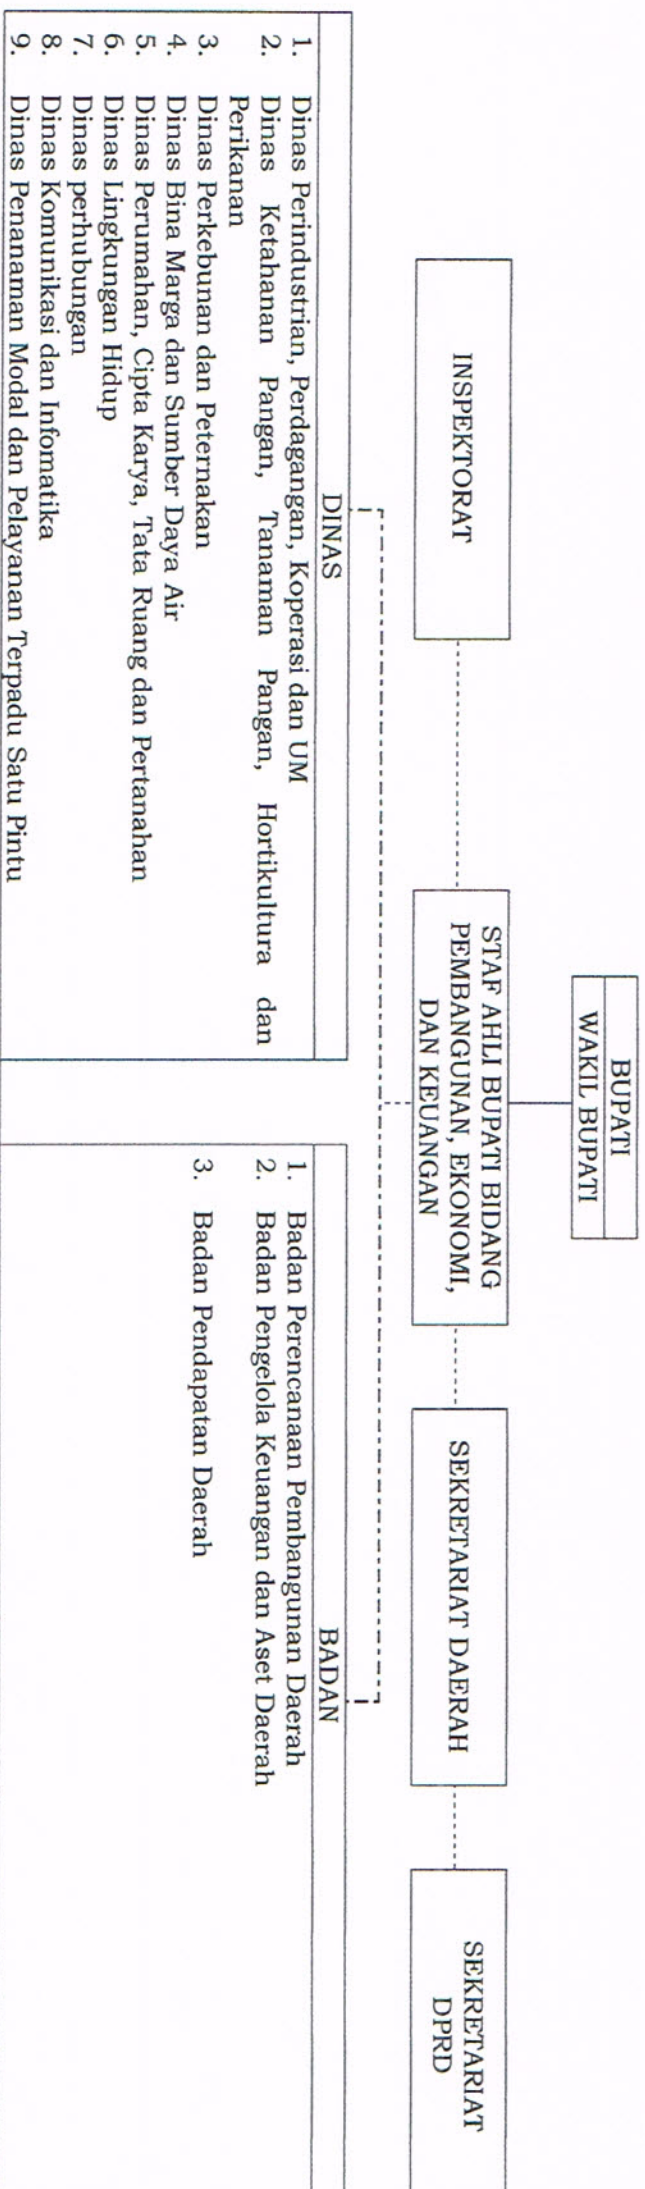 BUPATI
WAKIL BUPATI
INSPEKTORAT
STAF AHLI BUPATI BIDANG
PEMBANGUNAN, EKONOMI,
DAN KEUANGAN
SEKRETARIAT DAERAH
SEKRETARIAT
DPRD
DINAS
1. Dinas Perindustrian, Perdagangan, Koperasi dan UM
2. Dinas Ketahanan Pangan, Tanaman Pangan, Hortikultura dan
Perikanan
3. Dinas Perkebunan dan Peternakan
4. Dinas Bina Marga dan Sumber Daya Air
5. Dinas Perumahan, Cipta Karya, Tata Ruang dan Pertanahan
6. Dinas Lingkungan Hidup
7. Dinas perhubungan
8. Dinas Komunikasi dan Infomatika
9. Dinas Penanaman Modal dan Pelayanan Terpadu Satu Pintu
BADAN
1. Badan Perencanaan Pembangunan Daerah
2. Badan Pengelola Keuangan dan Aset Daerah
3. Badan Pendapatan Daerah